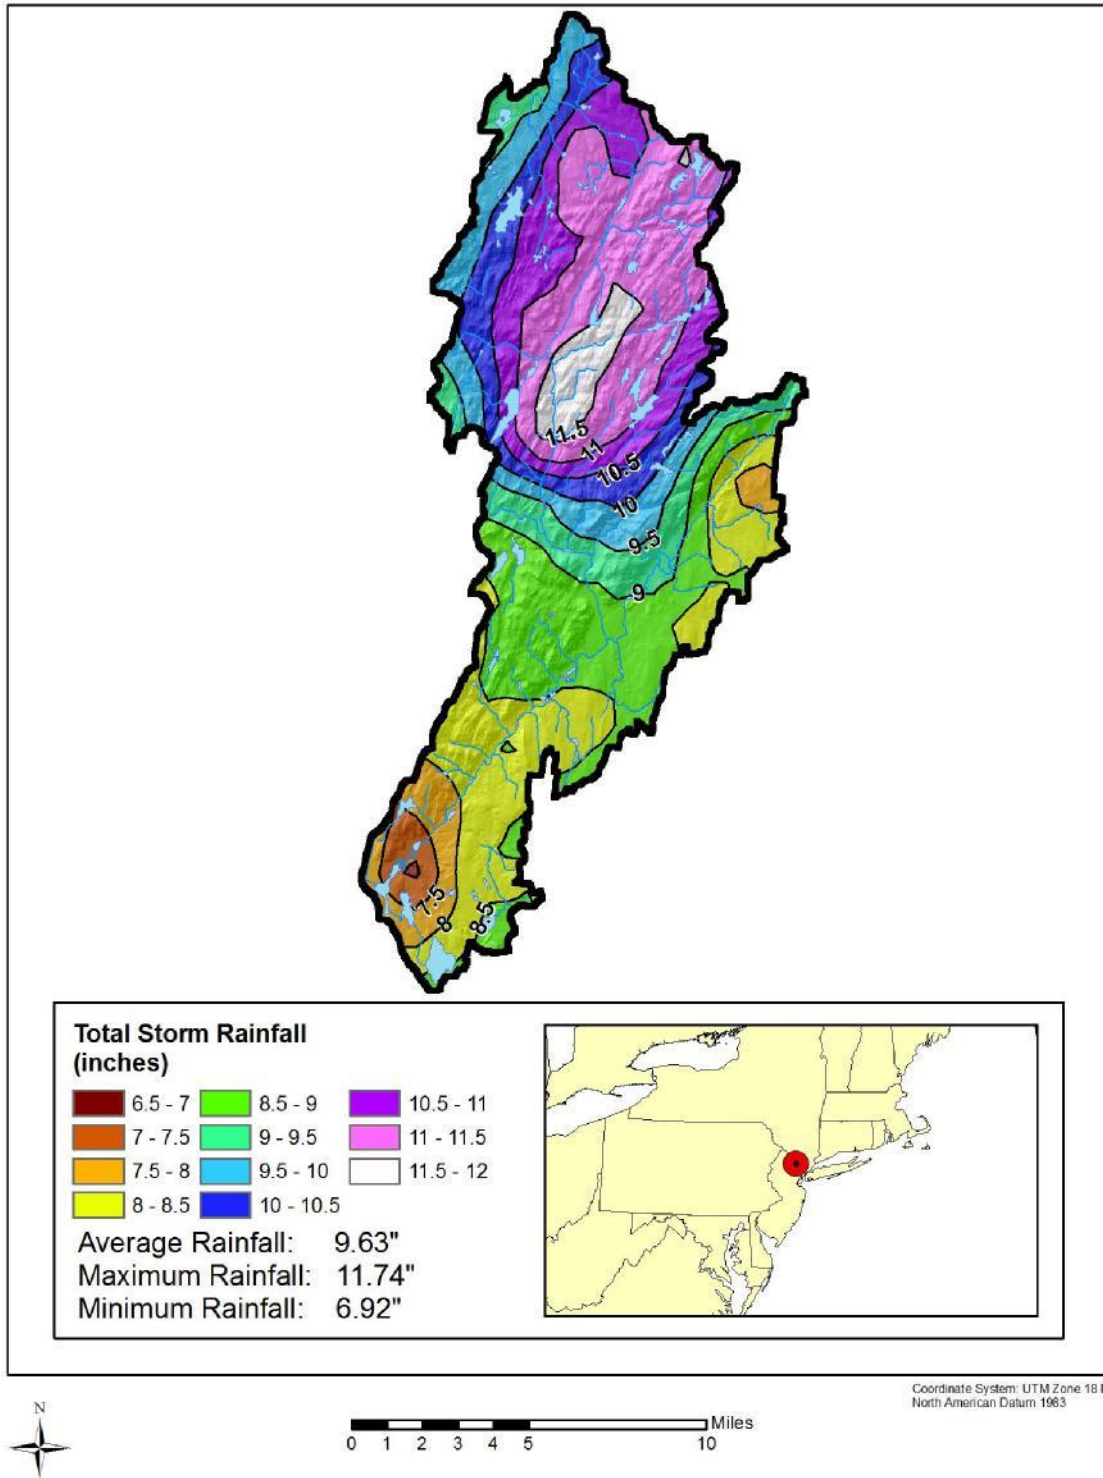 11.5
11
10.5
10
9.5
9
7.5
8
8.5
Total Storm Rainfall
(inches)
6.5 - 7
7 - 7.5
7.5 - 8
8 - 8.5
8.5 - 9
9 - 9.5
9.5 - 10
10 - 10.5
10.5 - 11
11 - 11.5
11.5 - 12
Average Rainfall: 9.63"
Maximum Rainfall: 11.74"
Minimum Rainfall: 6.92"
Coordinate System: UTM Zone 18
North American Datum 1983
N
Miles
0 1 2 3 4 5 10